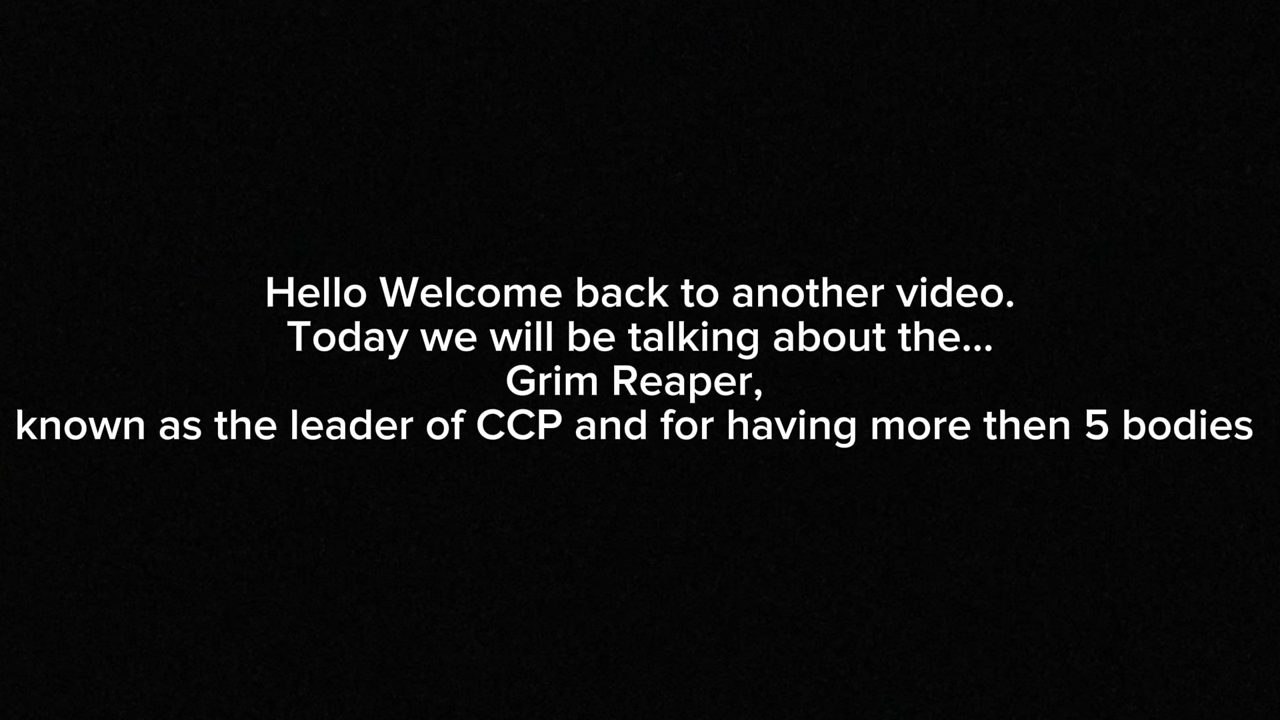 Hello Welcome back to another video.
Today we will be talking about the...
Grim Reaper,
known as the leader of CCP and for having more then 5 bodies